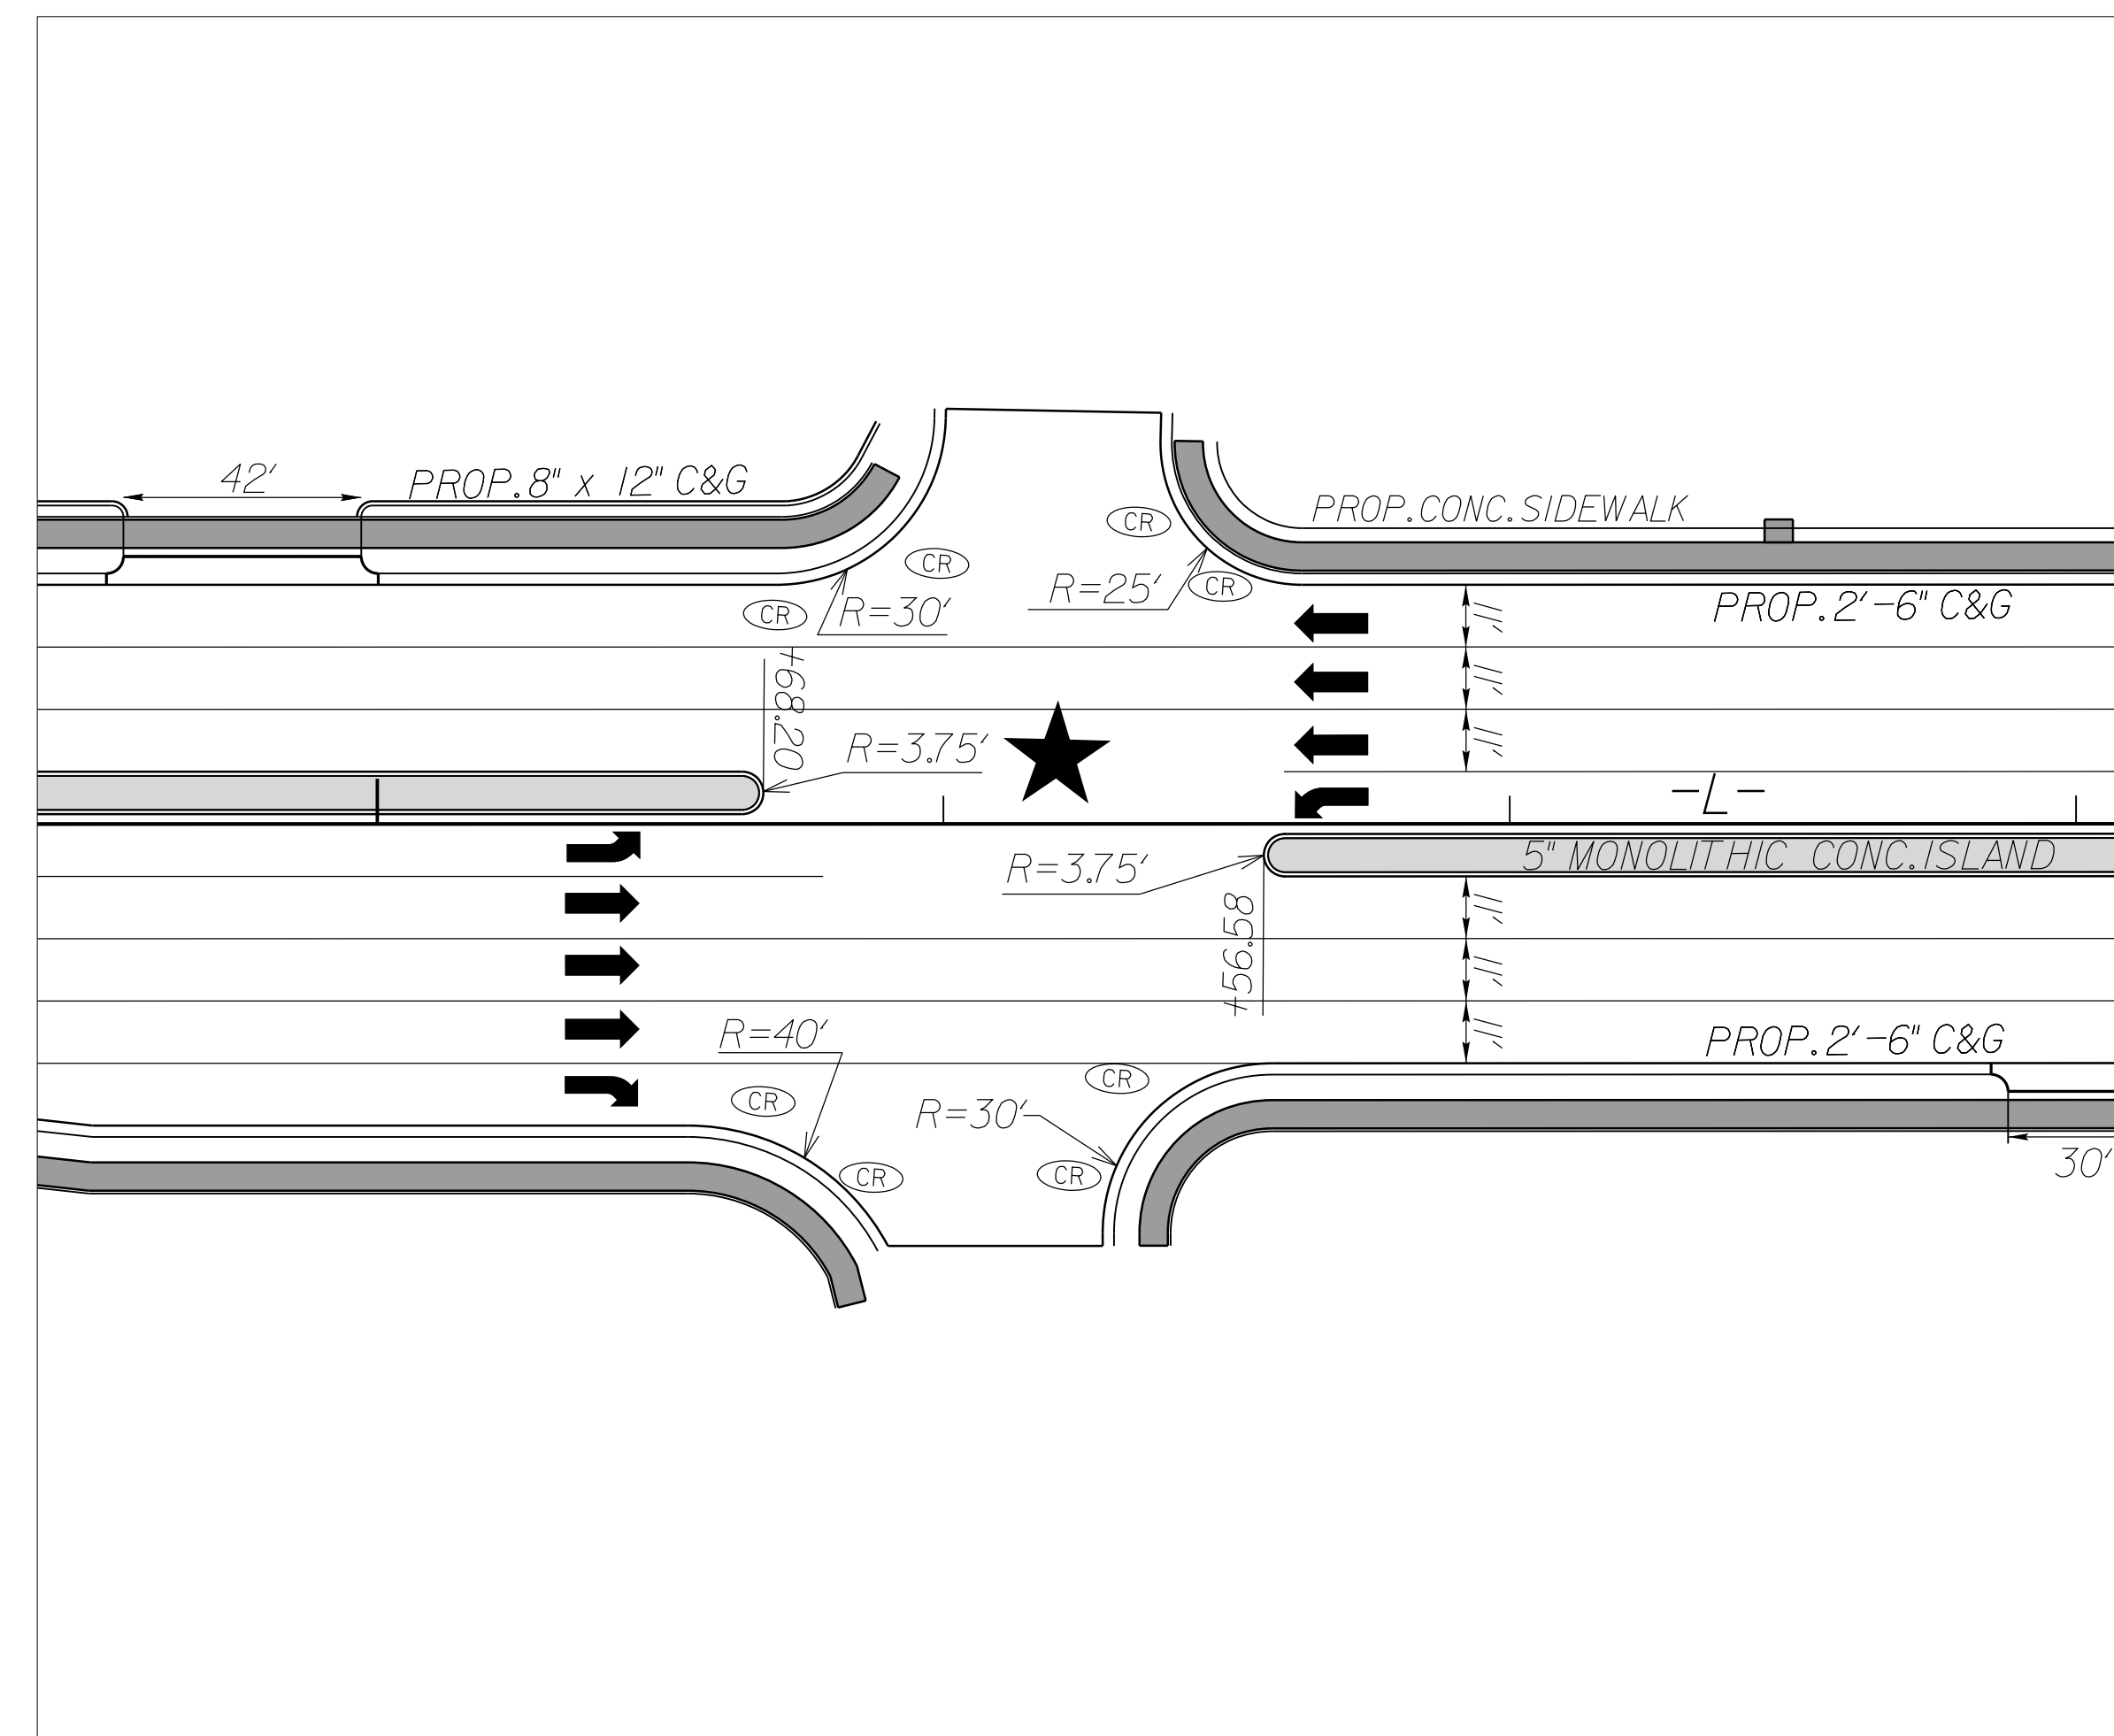 42'
PROP. 8" x 12" C&G
PROP. CONC. SIDEWALK
CR
CR
CR
CR
R=30'
R=25'
PROP. 2'-6" C&G
11'
11'
11'
+68.20
R=3.75'
-L-
R=3.75'
5" MONOLITHIC CONC. ISLAND
+56.58
11'
11'
11'
R=40'
PROP. 2'-6" C&G
CR
CR
R=30'
CR
CR
30'